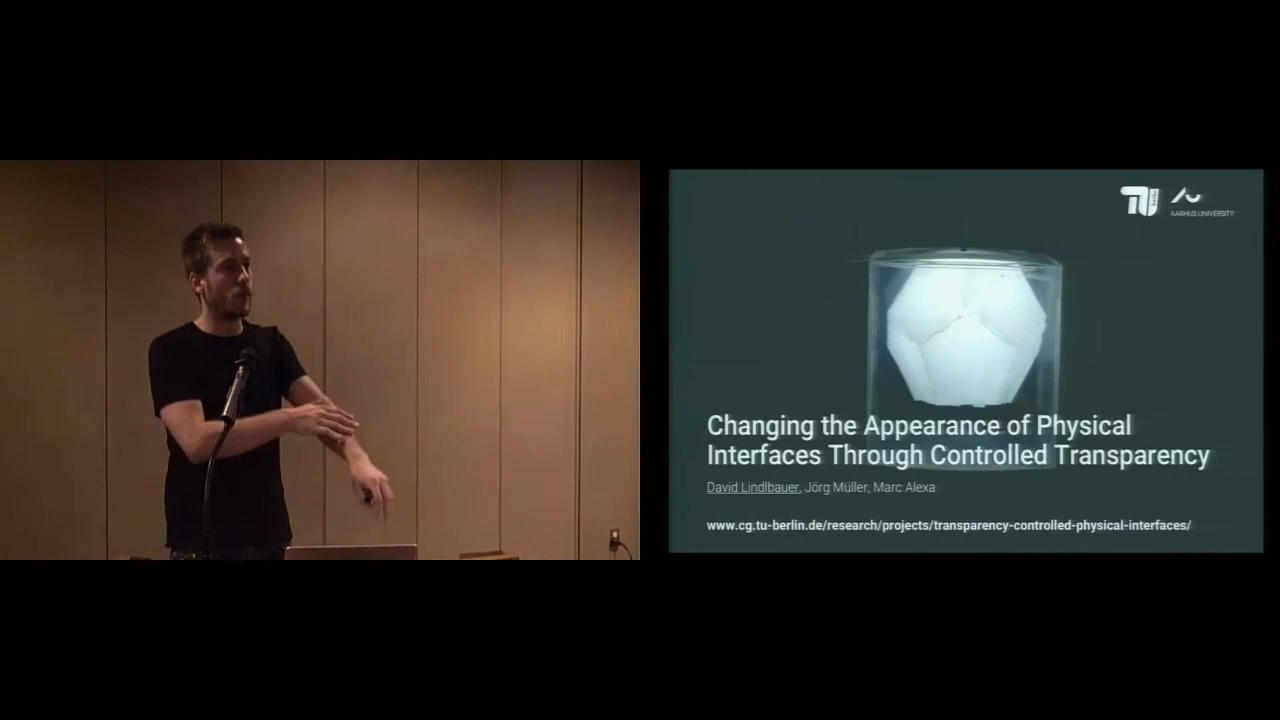 AARHUS UNIVERSITY
Changing the Appearance of Physical
Interfaces Through Controlled Transparency
David Lindlbauer, Jörg Müller, Marc Alexa
www.cg.tu-berlin.de/research/projects/transparency-controlled-physical-interfaces/